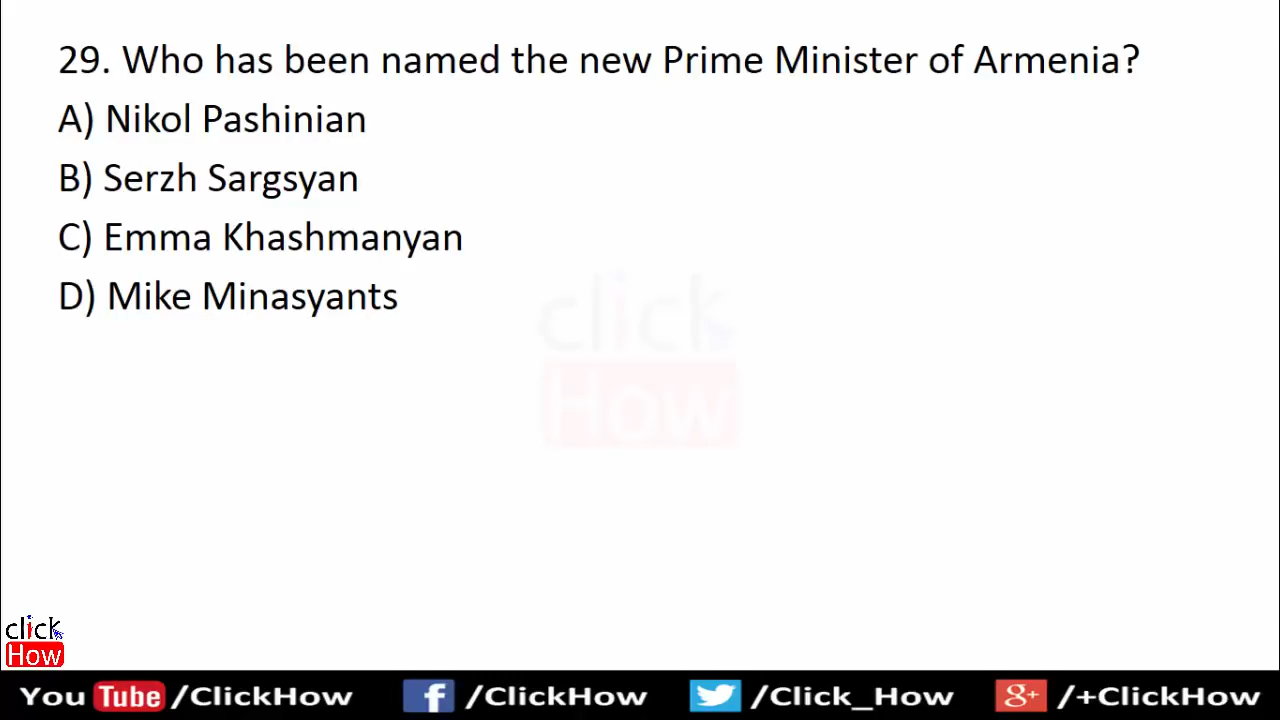 29. Who has been named the new Prime Minister of Armenia?
A) Nikol Pashinian
B) Serzh Sargsyan
C) Emma Khashmanyan
D) Mike Minasyants
click
How
click
How
You Tube /ClickHow f /ClickHow /Click_How g+ /+ClickHow